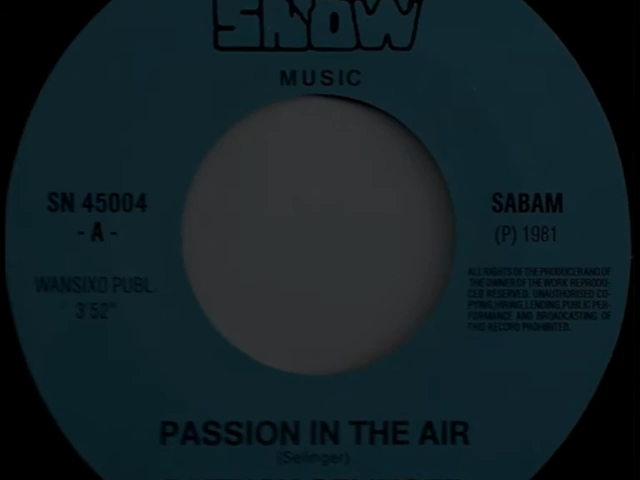 SNOW
MUSIC
SN 45004
- A -
WANSIXO PUBL.
3'52"
SABAM
(P) 1981
ALL RIGHTS OF THE PRODUCER AND OF
THE OWNER OF THE WORK REPRODU-
CED RESERVED. UNAUTHORISED CO-
PYING, HIRING, LENDING, PUBLIC PER-
FORMANCE AND BROADCASTING OF
THIS RECORD PROHIBITED.
PASSION IN THE AIR
(Selinger)